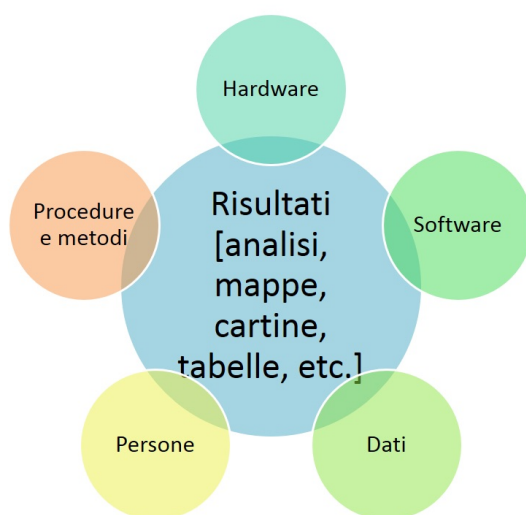 Hardware
Procedure
e metodi
Risultati
[analisi,
mappe,
cartine,
tabelle, etc.]
Software
Persone
Dati